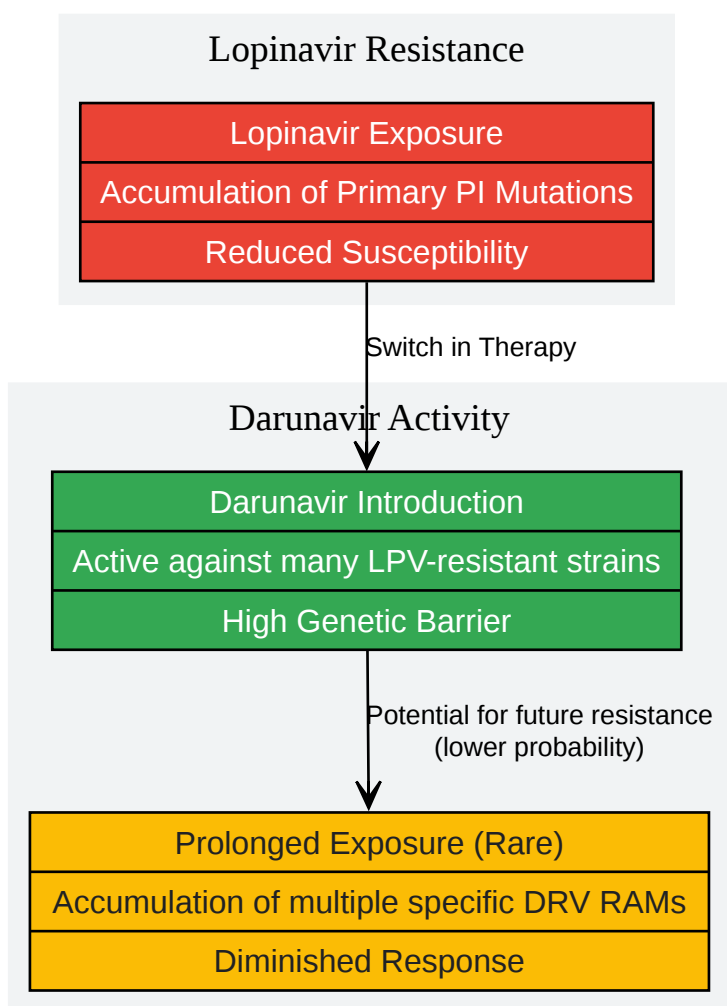 Lopinavir Resistance
Lopinavir Exposure
Accumulation of Primary PI Mutations
Reduced Susceptibility
Switch in Therapy
Darunavir Activity
Darunavir Introduction
Active against many LPV-resistant strains
High Genetic Barrier
Potential for future resistance
(lower probability)
Prolonged Exposure (Rare)
Accumulation of multiple specific DRV RAMs
Diminished Response